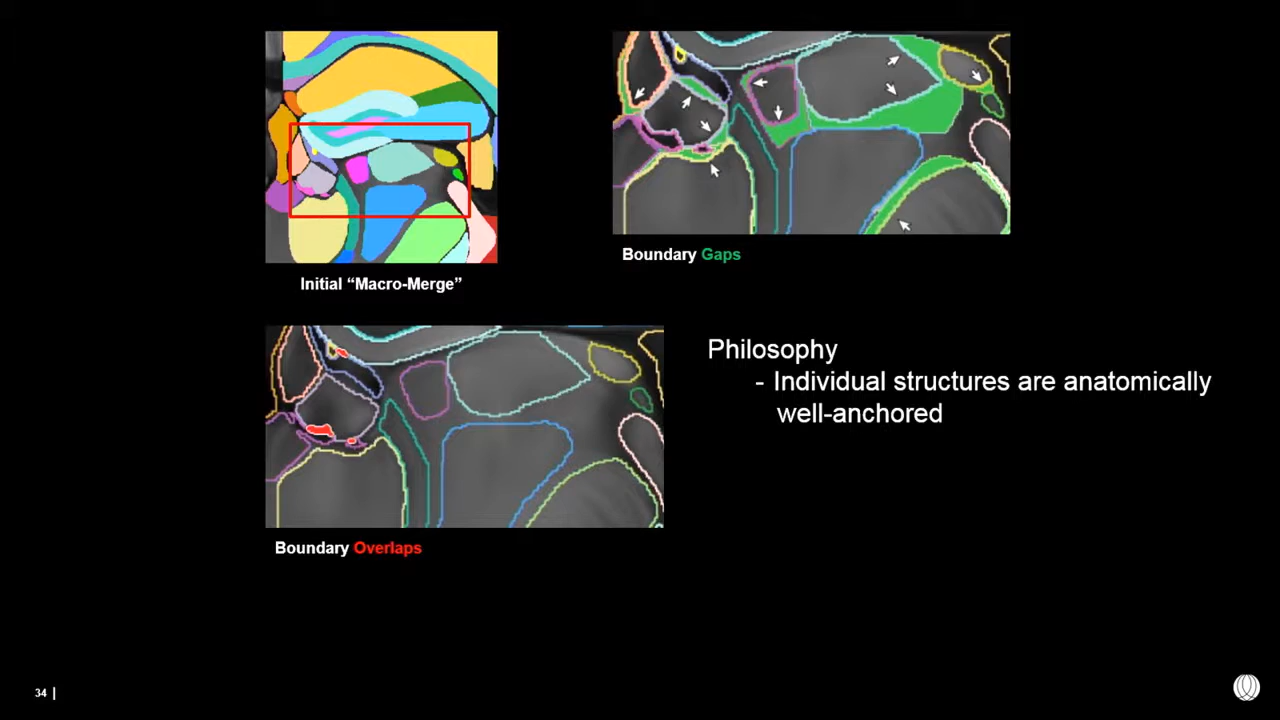 Initial “Macro-Merge”
Boundary Gaps
Boundary Overlaps
Philosophy
- Individual structures are anatomically
well-anchored
34 |